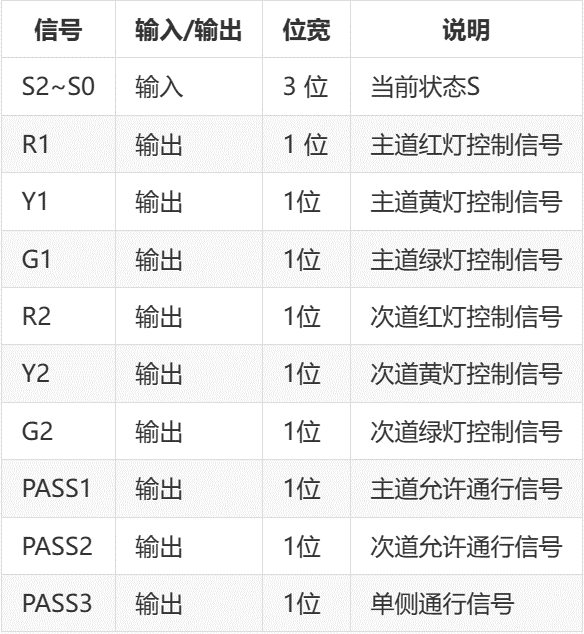 信号 输入/输出 位宽 说明
S2~S0 输入 3 位 当前状态S
R1 输出 1 位 主道红灯控制信号
Y1 输出 1位 主道黄灯控制信号
G1 输出 1位 主道绿灯控制信号
R2 输出 1位 次道红灯控制信号
Y2 输出 1位 次道黄灯控制信号
G2 输出 1位 次道绿灯控制信号
PASS1 输出 1位 主道允许通行信号
PASS2 输出 1位 次道允许通行信号
PASS3 输出 1位 单侧通行信号